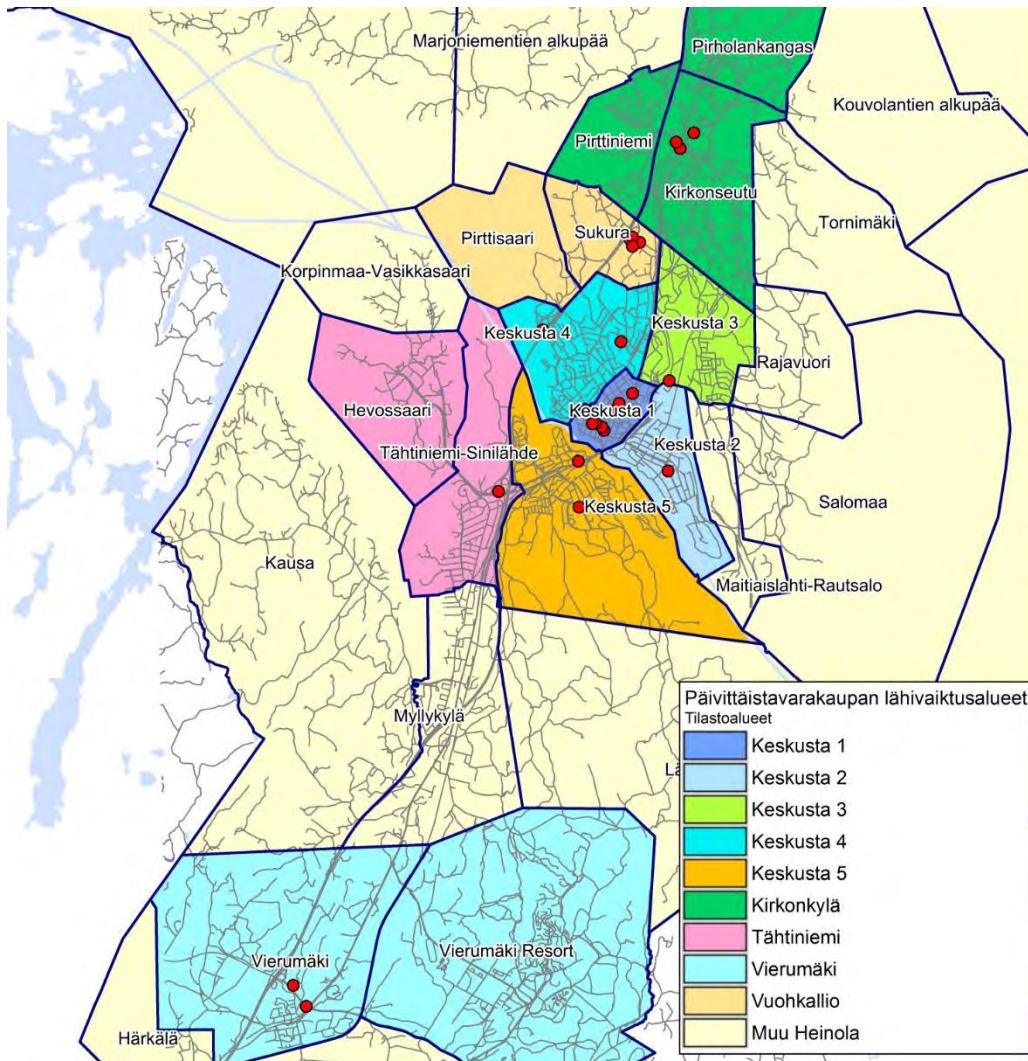 Marjoniementien alkupää
Pirholankangas
Kouvolantien alkupää
Pirttiniemi
Kirkonseutu
Tornimäki
Pirttisaari
Sukura
Korpinmaa-Vasikkasaari
Keskusta 4
Keskusta 3
Rajavuori
Hevossaari
Keskusta 1
Tähtiniemi-Sinilähde
Keskusta 2
Keskusta 5
Salomaa
Kausa
Maitiaislahti-Rautsalo
Myllykylä
Vierumäki
Vierumäki Resort
Härkälä
Päivittäistavarakaupan lähivaiktusalueet
Tilastoalueet
Keskusta 1
Keskusta 2
Keskusta 3
Keskusta 4
Keskusta 5
Kirkonkylä
Tähtiniemi
Vierumäki
Vuohkallio
Muu Heinola